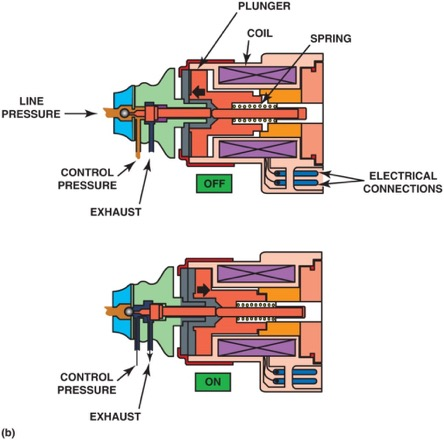 PLUNGER
COIL
SPRING
LINE
PRESSURE
CONTROL
PRESSURE
EXHAUST
OFF
ELECTRICAL
CONNECTIONS
CONTROL
PRESSURE
EXHAUST
ON
(b)